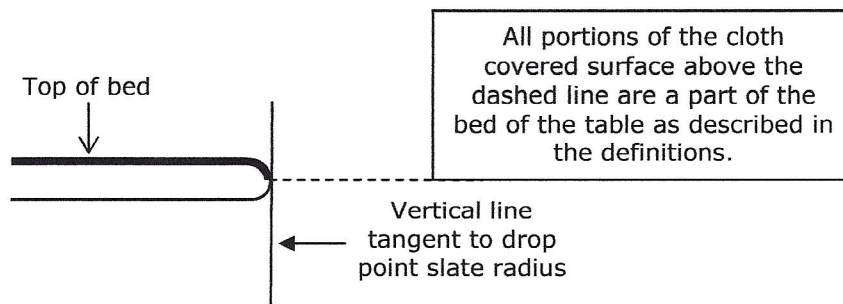 All portions of the cloth
covered surface above the
dashed line are a part of the
bed of the table as described in
the definitions.
Top of bed
Vertical line
tangent to drop
point slate radius